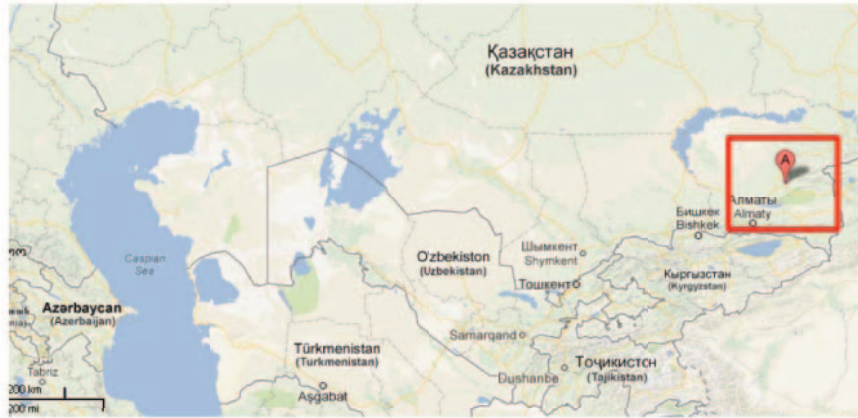 Қазақстан
(Kazakhstan)
A
Алматы
Almaty
Бишкек
Bishkek
Шымкент
Shymkent
O'zbekiston
(Uzbekistan)
Кыргызстан
(Kyrgyzstan)
Тошкент
Caspian
Sea
Azərbaycan
(Azerbaijan)
Samarqand
Türkmenistan
(Turkmenistan)
Тоҷикистон
(Tajikistan)
Dushanbe
Tabriz
Aşgabat
200 km
200 mi